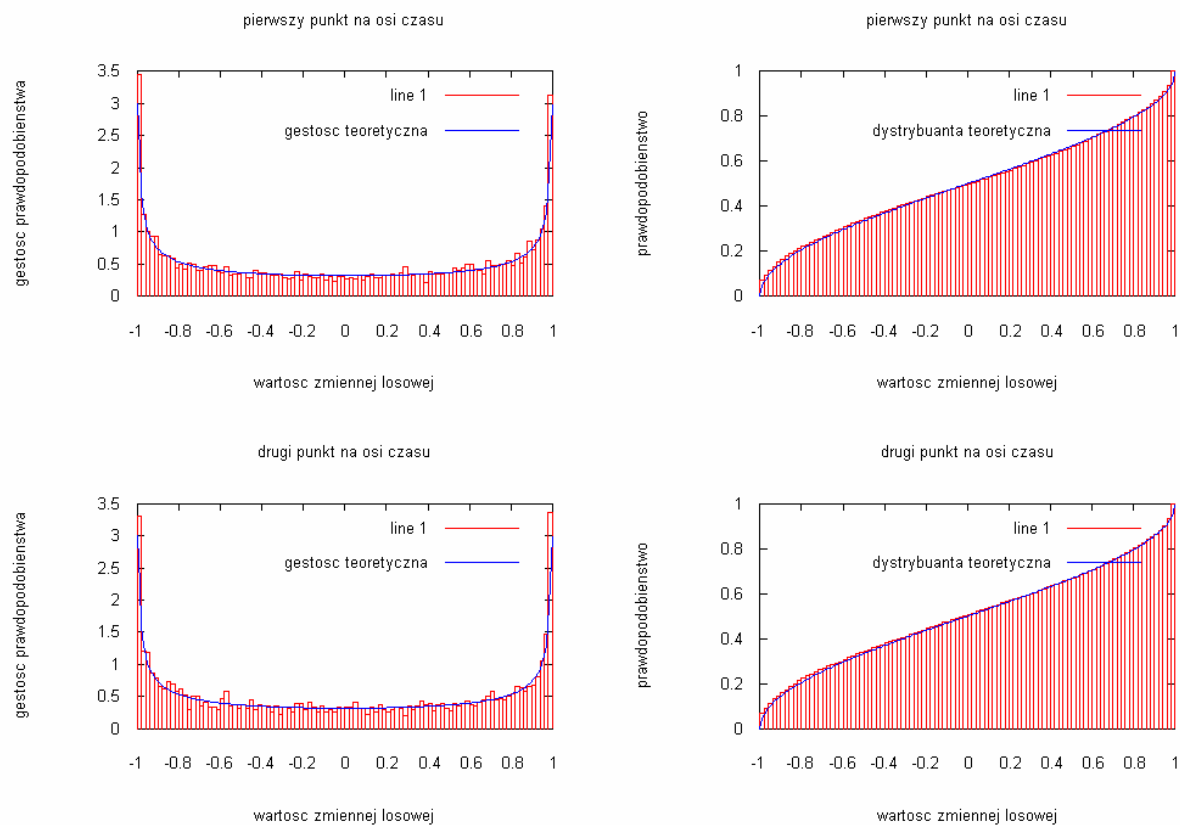 pierwszy punkt na osi czasu
gestosc prawdopodobienstwa
3.5
3
2.5
2
1.5
1
0.5
0
line 1
gestosc teoretyczna
-1 -0.8 -0.6 -0.4 -0.2 0 0.2 0.4 0.6 0.8 1
wartosc zmiennej losowej
pierwszy punkt na osi czasu
prawdopodobienstwo
1
0.8
0.6
0.4
0.2
0
line 1
dystrybuanta teoretyczna
-1 -0.8 -0.6 -0.4 -0.2 0 0.2 0.4 0.6 0.8 1
wartosc zmiennej losowej
drugi punkt na osi czasu
gestosc prawdopodobienstwa
3.5
3
2.5
2
1.5
1
0.5
0
line 1
gestosc teoretyczna
-1 -0.8 -0.6 -0.4 -0.2 0 0.2 0.4 0.6 0.8 1
wartosc zmiennej losowej
drugi punkt na osi czasu
prawdopodobienstwo
1
0.8
0.6
0.4
0.2
0
line 1
dystrybuanta teoretyczna
-1 -0.8 -0.6 -0.4 -0.2 0 0.2 0.4 0.6 0.8 1
wartosc zmiennej losowej